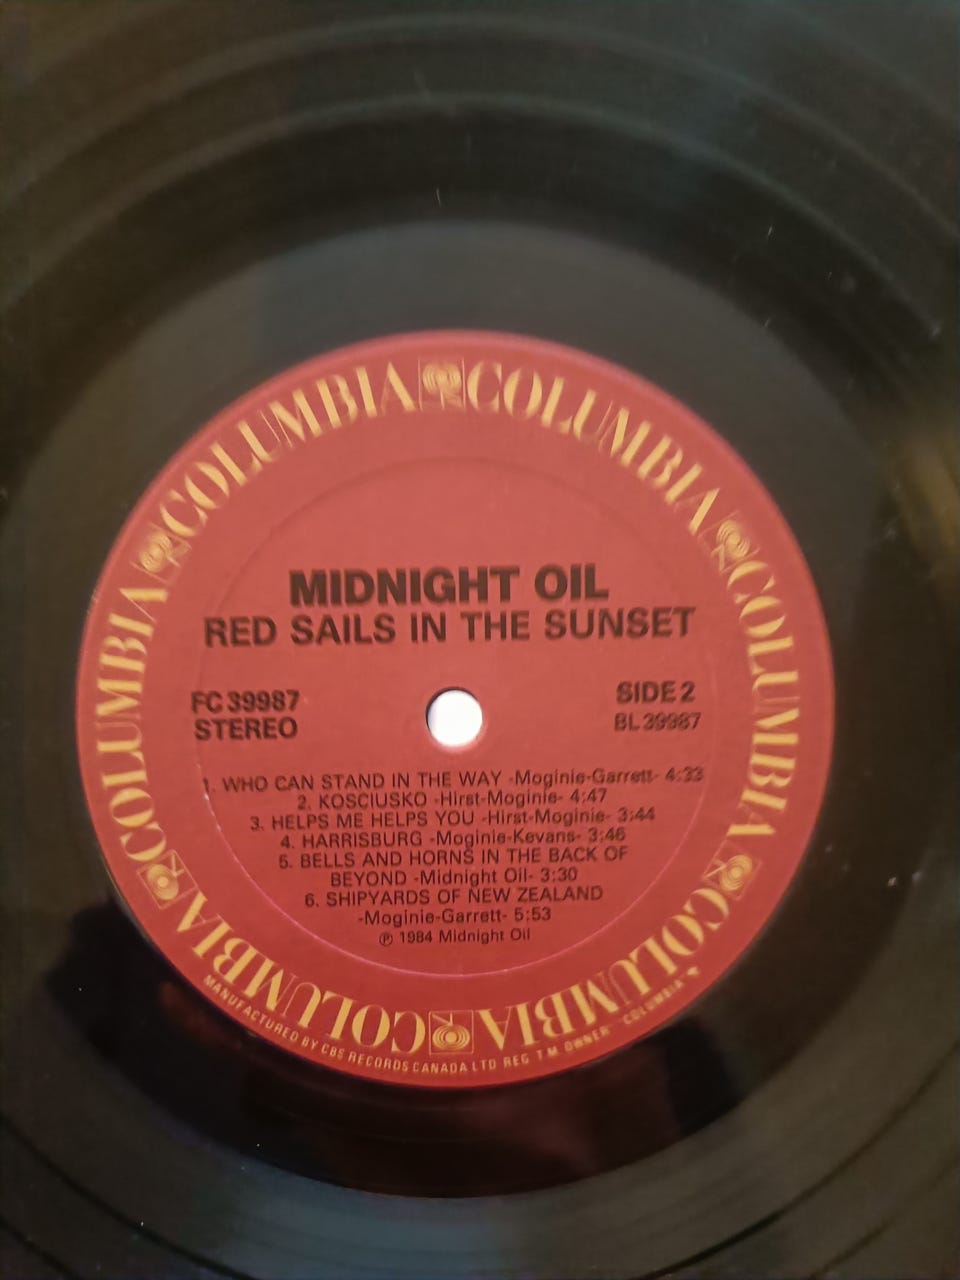 COLUMBIA COLUMBIA COLUMBIA COLUMBIA COLUMBIA COLUMBIA COLUMBIA COLUMBIA
MIDNIGHT OIL
RED SAILS IN THE SUNSET
FC 39987 SIDE 2
STEREO BL 39987
1. WHO CAN STAND IN THE WAY -Moginie-Garrett- 4:33
2. KOSCIUSKO -Hirst-Moginie- 4:47
3. HELPS ME HELPS YOU -Hirst-Moginie- 3:44
4. HARRISBURG -Moginie-Kevans- 3:46
5. BELLS AND HORNS IN THE BACK OF
BEYOND -Midnight Oil- 3:30
6. SHIPYARDS OF NEW ZEALAND
-Moginie-Garrett- 5:53
℗ 1984 Midnight Oil
MANUFACTURED BY CBS RECORDS CANADA LTD REG. T.M. OWNER "COLUMBIA"